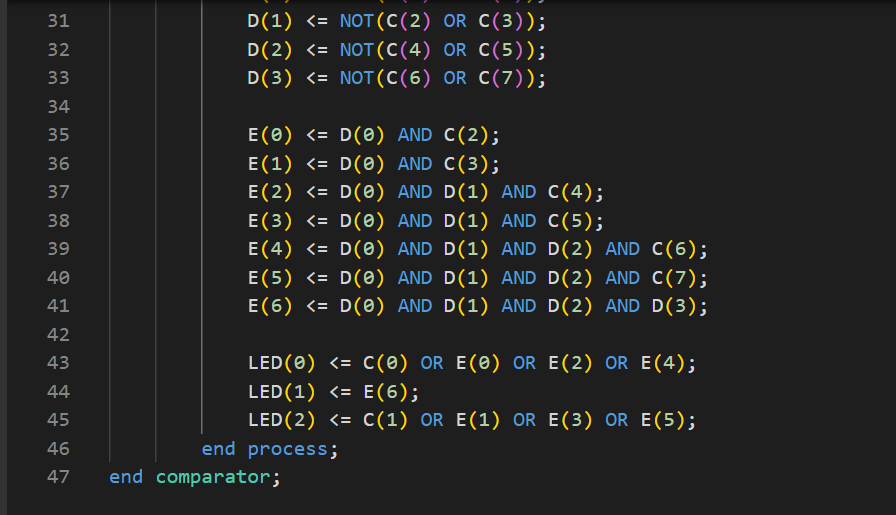 31 D(1) <= NOT(C(2) OR C(3));
32 D(2) <= NOT(C(4) OR C(5));
33 D(3) <= NOT(C(6) OR C(7));
34
35 E(0) <= D(0) AND C(2);
36 E(1) <= D(0) AND C(3);
37 E(2) <= D(0) AND D(1) AND C(4);
38 E(3) <= D(0) AND D(1) AND C(5);
39 E(4) <= D(0) AND D(1) AND D(2) AND C(6);
40 E(5) <= D(0) AND D(1) AND D(2) AND C(7);
41 E(6) <= D(0) AND D(1) AND D(2) AND D(3);
42
43 LED(0) <= C(0) OR E(0) OR E(2) OR E(4);
44 LED(1) <= E(6);
45 LED(2) <= C(1) OR E(1) OR E(3) OR E(5);
46 end process;
47 end comparator;